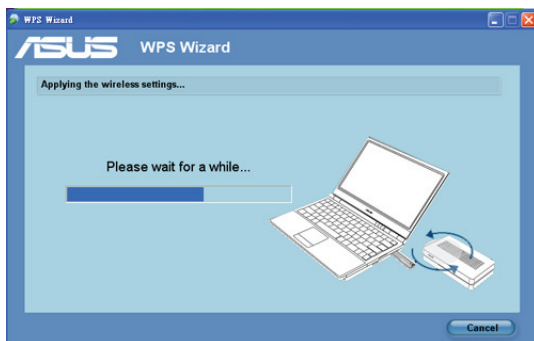 WPS Wizard
ASUS WPS Wizard
Applying the wireless settings...
Please wait for a while...
Cancel